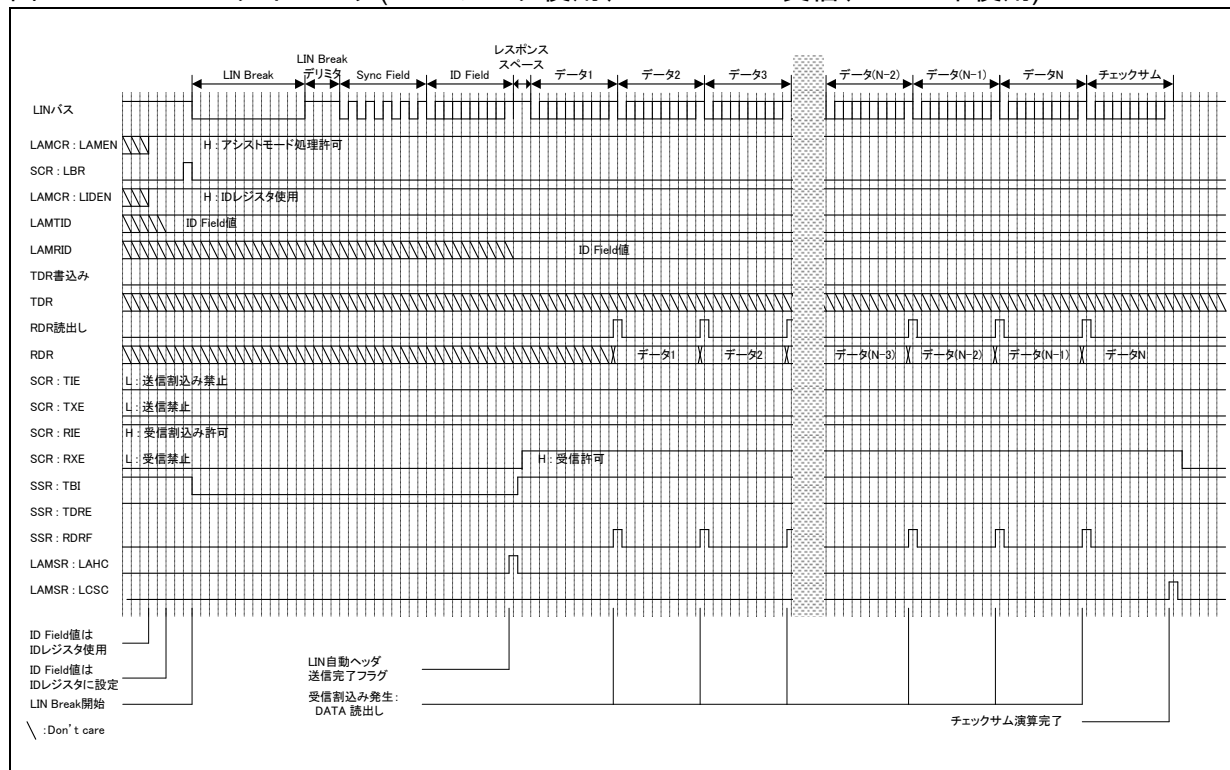 レスポンス
スペース
LIN Break
デリミタ
LIN Break
Sync Field
ID Field
データ1
データ2
データ3
データ(N-2)
データ(N-1)
データN
チェックサム
LINバス
LAMCR : LAMEN
H : アシストモード処理許可
SCR : LBR
LAMCR : LIDEN
H : IDレジスタ使用
LAMTID
ID Field値
LAMRID
ID Field値
TDR書込み
TDR
RDR読出し
RDR
データ1
データ2
データ(N-3)
データ(N-2)
データ(N-1)
データN
SCR : TIE
L : 送信割込み禁止
SCR : TXE
L : 送信禁止
SCR : RIE
H : 受信割込み許可
SCR : RXE
L : 受信禁止
H : 受信許可
SSR : TBI
SSR : TDRE
SSR : RDRF
LAMSR : LAHC
LAMSR : LCSC
ID Field値は
IDレジスタ使用
ID Field値は
IDレジスタに設定
LIN Break開始
LIN自動ヘッダ
送信完了フラグ
受信割込み発生:
DATA 読出し
チェックサム演算完了
:Don't care